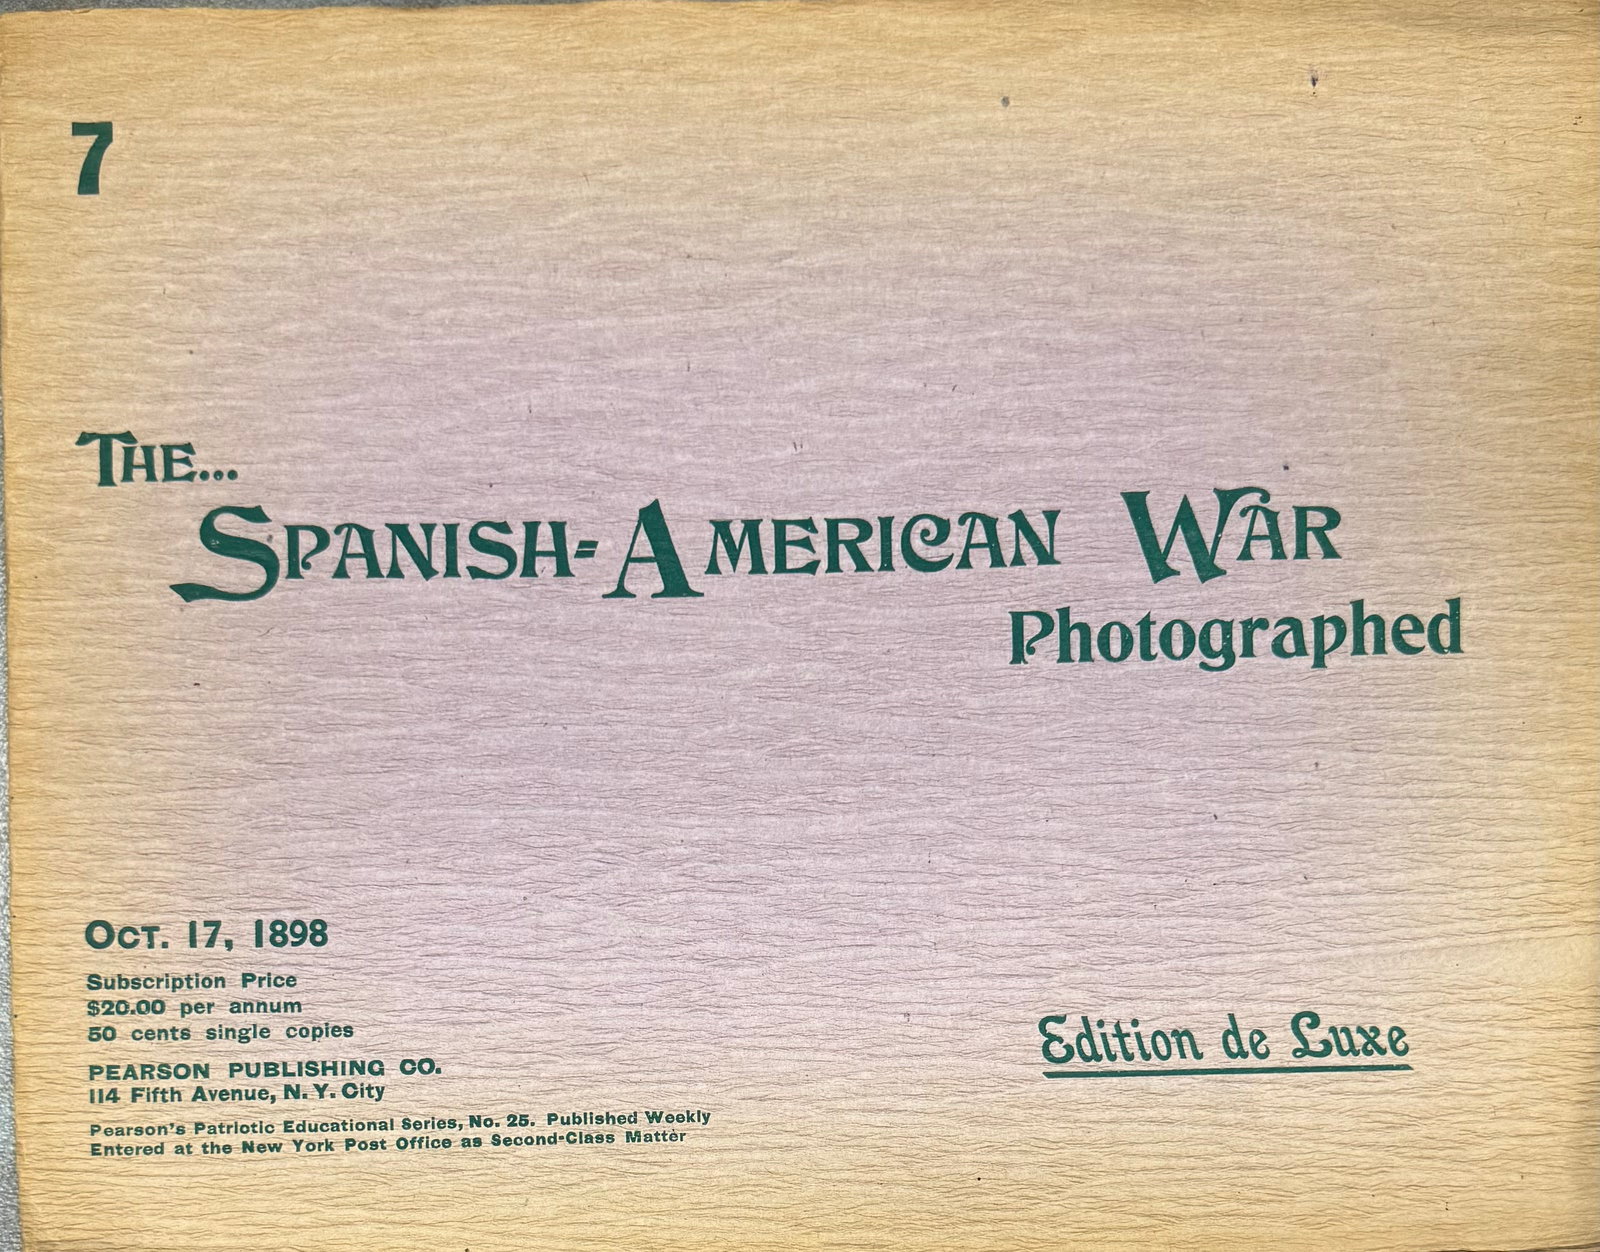 7
THE...
SPANISH-AMERICAN WAR
Photographed
OCT. 17, 1898
Subscription Price
$20.00 per annum
50 cents single copies
PEARSON PUBLISHING CO.
114 Fifth Avenue, N. Y. City
Pearson's Patriotic Educational Series, No. 25. Published Weekly
Entered at the New York Post Office as Second-Class Matter
Edition de Luxe